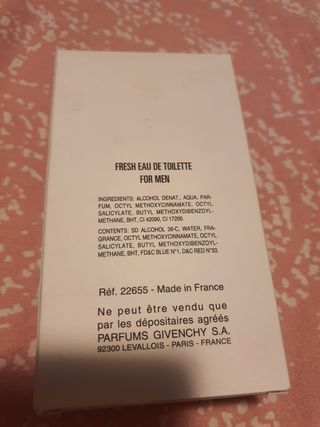 FRESH EAU DE TOILETTE
FOR MEN
INGREDIENTS: ALCOHOL DENAT., AQUA, PAR-
FUM, OCTYL METHOXYCINNAMATE, OCTYL
SALICYLATE, BUTYL METHOXYDIBENZOYL-
METHANE, BHT, CI 42090, CI 17200.
CONTENTS: SD ALCOHOL 39-C, WATER, FRA-
GRANCE, OCTYL METHOXYCINNAMATE, OCTYL
SALICYLATE, BUTYL METHOXYDIBENZOYL-
METHANE, BHT, FD&C BLUE N°1, D&C RED N°33.
Réf. 22655 - Made in France
Ne peut être vendu que
par les dépositaires agréés
PARFUMS GIVENCHY S.A.
92300 LEVALLOIS - PARIS - FRANCE